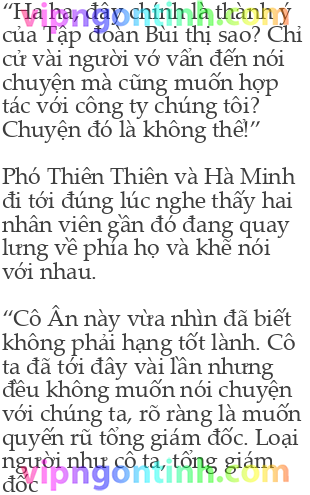 “Ha ha, đây chính là thành ý
của Tập đoàn Bùi thị sao? Chỉ
cử vài người vớ vẩn đến nói
chuyện mà cũng muốn hợp
tác với công ty chúng tôi?
Chuyện đó là không thể!”
Phó Thiên Thiên và Hà Minh
đi tới đúng lúc nghe thấy hai
nhân viên gần đó đang quay
lưng về phía họ và khẽ nói
với nhau.
“Cô Ân này vừa nhìn đã biết
không phải hạng tốt lành. Cô
ta đã tới đây vài lần nhưng
đều không muốn nói chuyện
với chúng ta, rõ ràng là muốn
quyến rũ tổng giám đốc. Loại
người như cô ta, tổng giám
đốc
vipngontinh.com
vipngontinh.com
vipngontinh.com